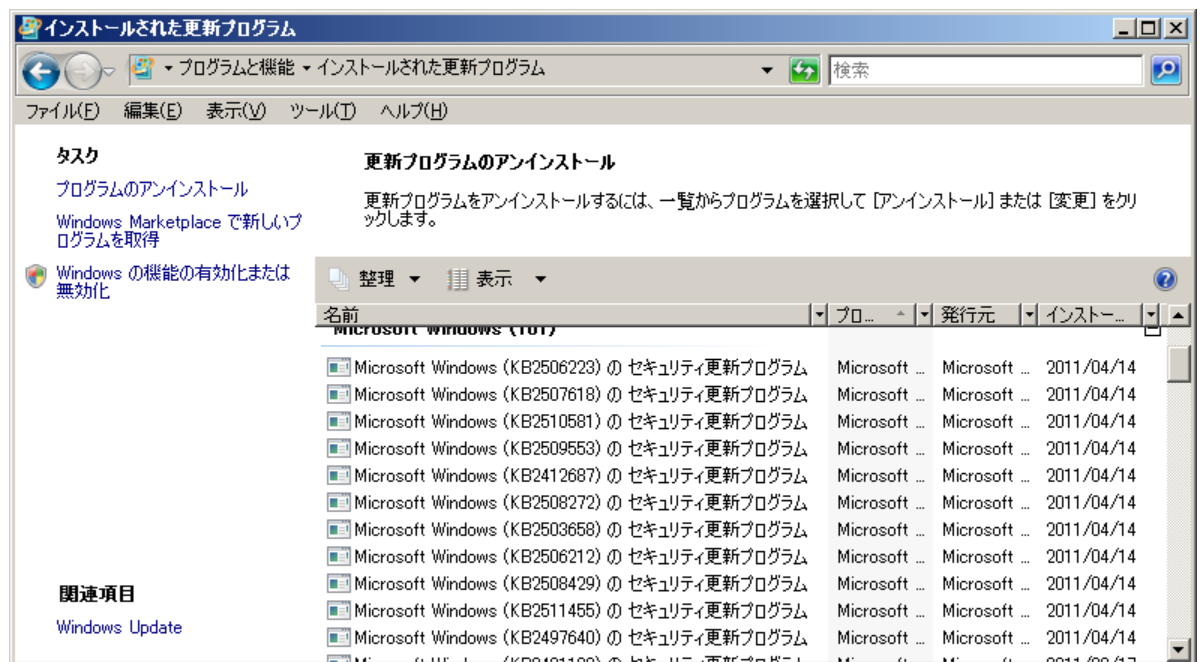 インストールされた更新プログラム
プログラムと機能 インストールされた更新プログラム
検索
ファイル(F) 編集(E) 表示(V) ツール(T) ヘルプ(H)
タスク
プログラムのアンインストール
Windows Marketplace で新しいプ
ログラムを取得
Windows の機能の有効化または
無効化
関連項目
Windows Update
更新プログラムのアンインストール
更新プログラムをアンインストールするには、一覧からプログラムを選択して [アンインストール] または [変更] をクリ
ックします。
整理 表示
名前 プロ... 発行元 インストー...
Microsoft Windows (101)
Microsoft Windows (KB2506223) の セキュリティ更新プログラム Microsoft ... Microsoft ... 2011/04/14
Microsoft Windows (KB2507618) の セキュリティ更新プログラム Microsoft ... Microsoft ... 2011/04/14
Microsoft Windows (KB2510581) の セキュリティ更新プログラム Microsoft ... Microsoft ... 2011/04/14
Microsoft Windows (KB2509553) の セキュリティ更新プログラム Microsoft ... Microsoft ... 2011/04/14
Microsoft Windows (KB2412687) の セキュリティ更新プログラム Microsoft ... Microsoft ... 2011/04/14
Microsoft Windows (KB2508272) の セキュリティ更新プログラム Microsoft ... Microsoft ... 2011/04/14
Microsoft Windows (KB2503658) の セキュリティ更新プログラム Microsoft ... Microsoft ... 2011/04/14
Microsoft Windows (KB2506212) の セキュリティ更新プログラム Microsoft ... Microsoft ... 2011/04/14
Microsoft Windows (KB2508429) の セキュリティ更新プログラム Microsoft ... Microsoft ... 2011/04/14
Microsoft Windows (KB2511455) の セキュリティ更新プログラム Microsoft ... Microsoft ... 2011/04/14
Microsoft Windows (KB2497640) の セキュリティ更新プログラム Microsoft ... Microsoft ... 2011/04/14